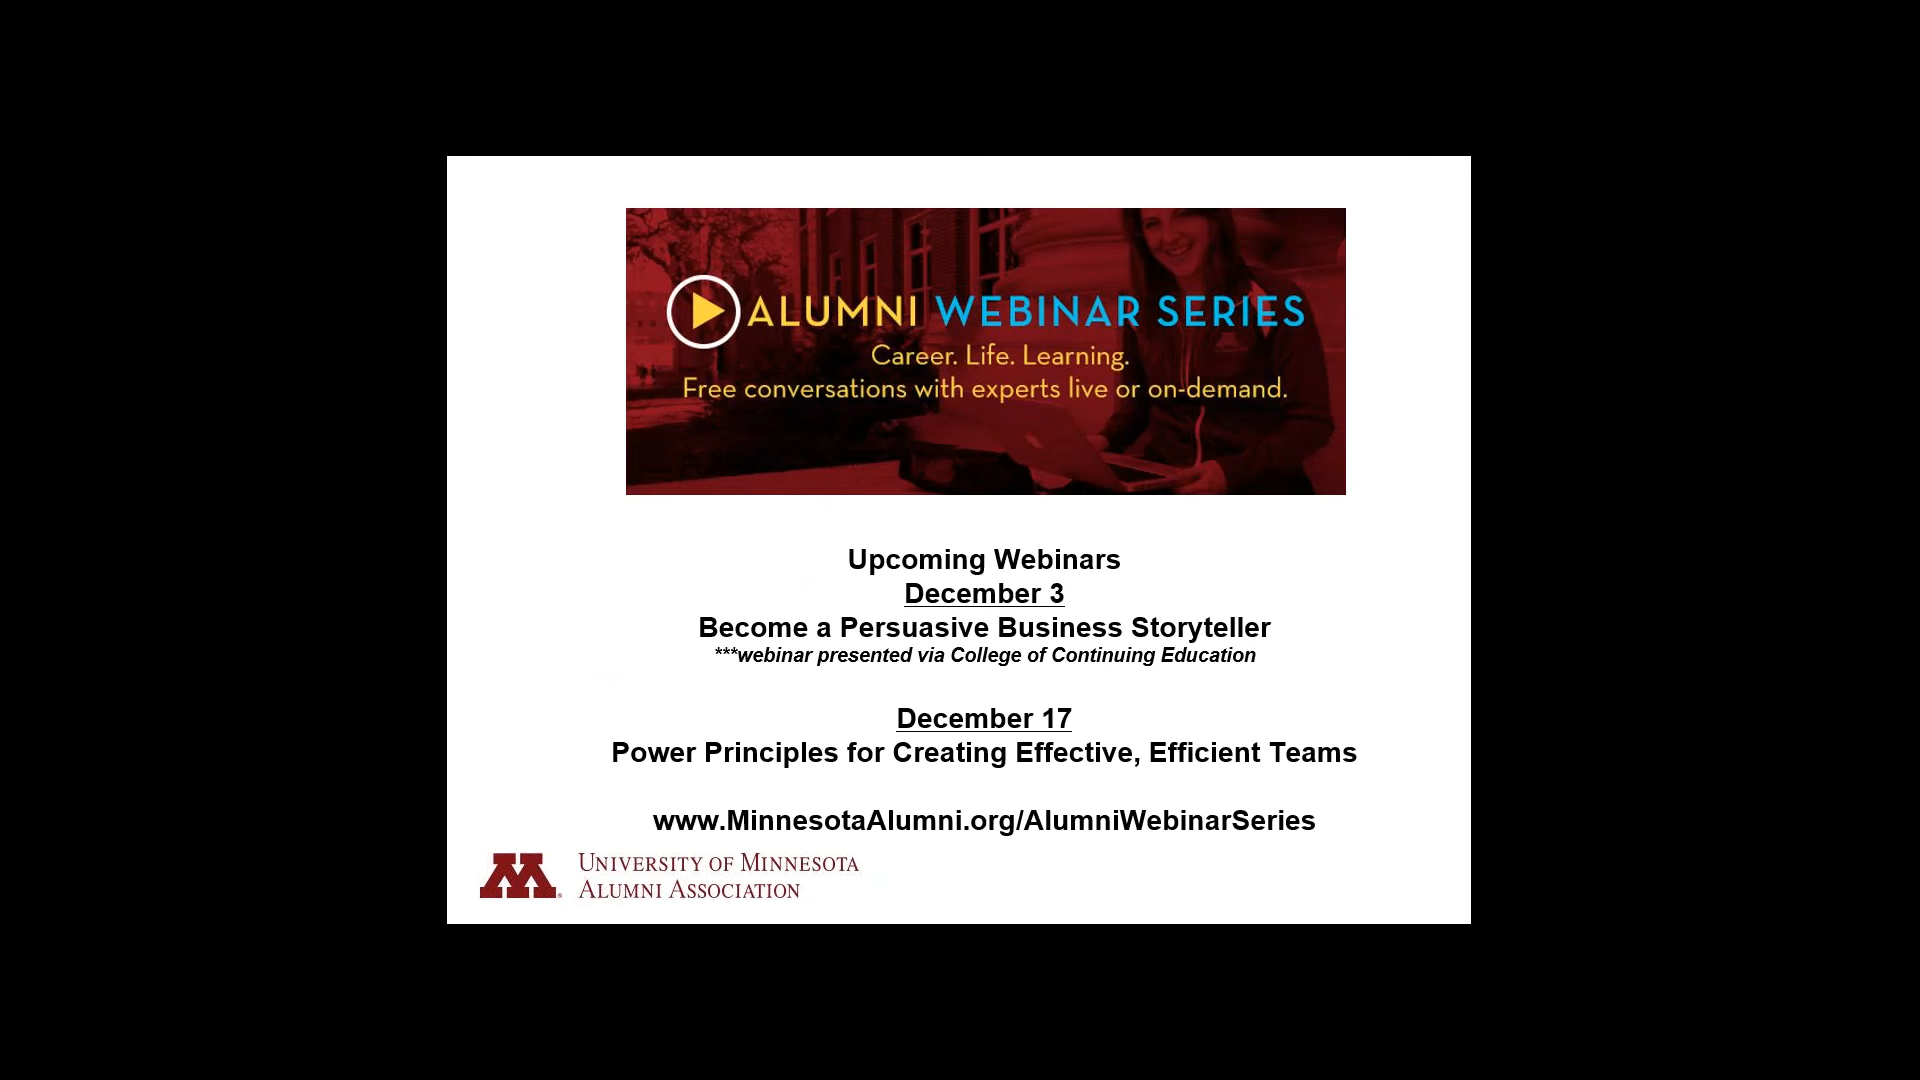 ALUMNI WEBINAR SERIES
Career. Life. Learning.
Free conversations with experts live or on-demand.
Upcoming Webinars
December 3
Become a Persuasive Business Storyteller
***webinar presented via College of Continuing Education
December 17
Power Principles for Creating Effective, Efficient Teams
www.MinnesotaAlumni.org/AlumniWebinarSeries
M®
UNIVERSITY OF MINNESOTA
ALUMNI ASSOCIATION